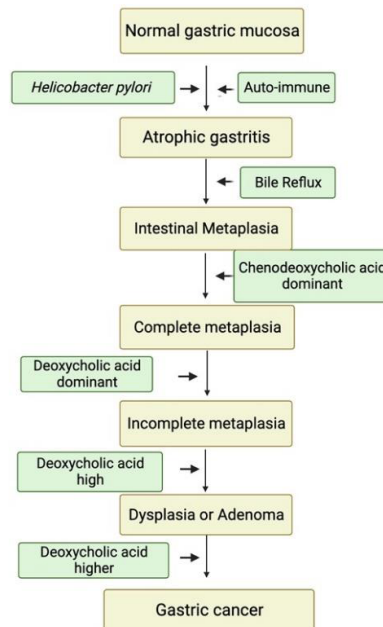 Normal gastric mucosa
Helicobacter pylori
Auto-immune
Atrophic gastritis
Bile Reflux
Intestinal Metaplasia
Chenodeoxycholic acid
dominant
Complete metaplasia
Deoxycholic acid
dominant
Incomplete metaplasia
Deoxycholic acid
high
Dysplasia or Adenoma
Deoxycholic acid
higher
Gastric cancer